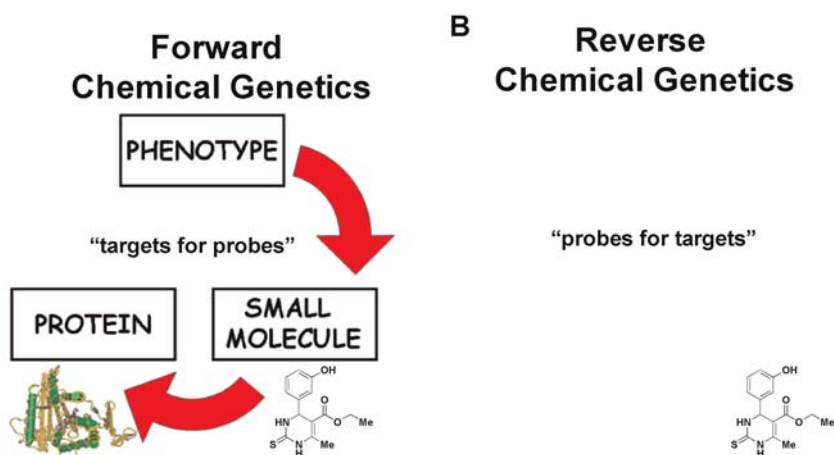 Forward
Chemical Genetics
PHENOTYPE
“targets for probes”
PROTEIN
SMALL
MOLECULE
OH
O
HN
O
Me
S
N
H
Me
B
Reverse
Chemical Genetics
“probes for targets”
OH
O
HN
O
Me
S
N
H
Me